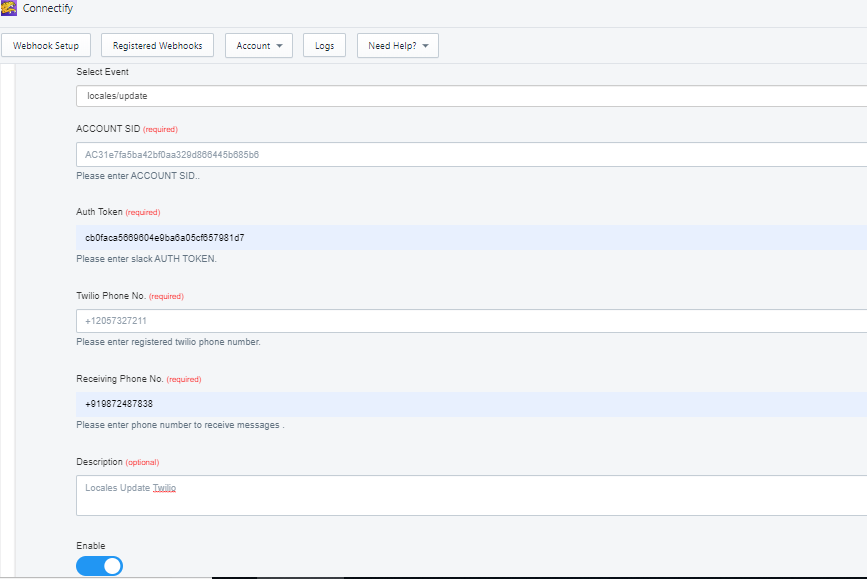 Connectify
Webhook Setup Registered Webhooks Account Logs Need Help?
Select Event
locales/update
ACCOUNT SID (required)
AC31e7fa5ba42bf0aa329d866445b685b6
Please enter ACCOUNT SID..
Auth Token (required)
cb0faca5669604e9ba6a05cf657981d7
Please enter slack AUTH TOKEN.
Twilio Phone No. (required)
+12057327211
Please enter registered twilio phone number.
Receiving Phone No. (required)
+919872487838
Please enter phone number to receive messages .
Description (optional)
Locales Update Twilio
Enable